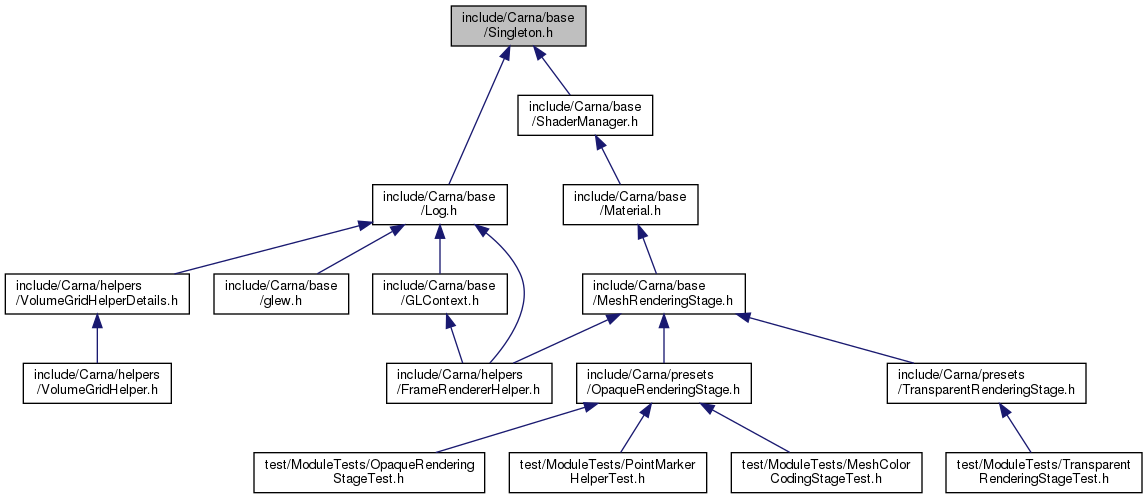 include/Carna/base
/Singleton.h
include/Carna/base
/ShaderManager.h
include/Carna/base
/Log.h
include/Carna/base
/Material.h
include/Carna/helpers
/VolumeGridHelperDetails.h
include/Carna/base
/glew.h
include/Carna/base
/GLContext.h
include/Carna/base
/MeshRenderingStage.h
include/Carna/helpers
/VolumeGridHelper.h
include/Carna/helpers
/FrameRendererHelper.h
include/Carna/presets
/OpaqueRenderingStage.h
include/Carna/presets
/TransparentRenderingStage.h
test/ModuleTests/OpaqueRendering
StageTest.h
test/ModuleTests/PointMarker
HelperTest.h
test/ModuleTests/MeshColor
CodingStageTest.h
test/ModuleTests/Transparent
RenderingStageTest.h